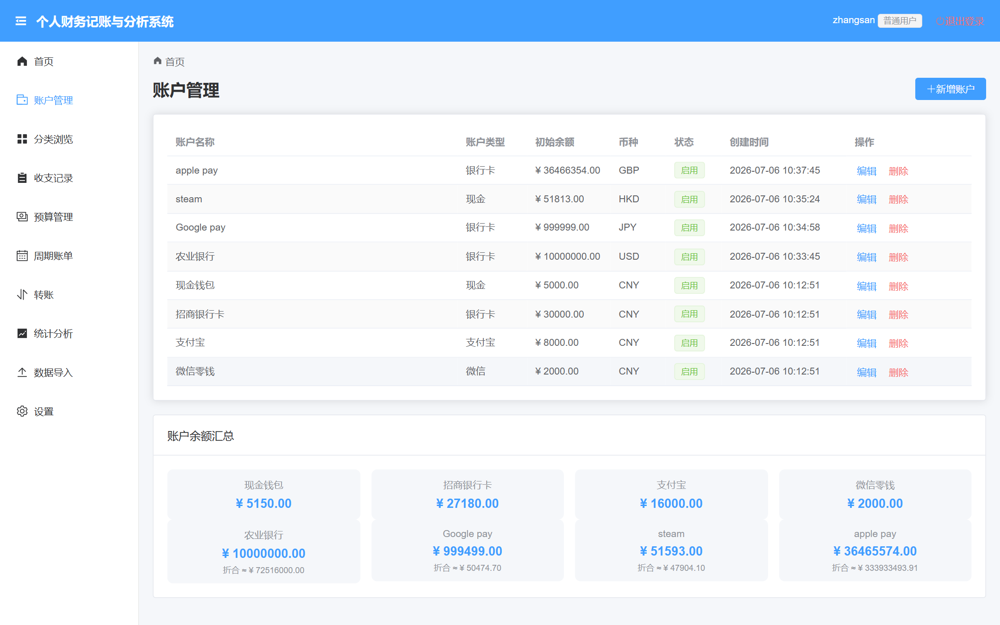 个人财务记账与分析系统
zhangsan 普通用户 退出登录
首页
账户管理
分类浏览
收支记录
预算管理
周期账单
转账
统计分析
数据导入
设置
首页
账户管理
+新增账户
账户名称 账户类型 初始余额 币种 状态 创建时间 操作
apple pay 银行卡 ¥ 36466354.00 GBP 启用 2026-07-06 10:37:45 编辑 删除
steam 现金 ¥ 51813.00 HKD 启用 2026-07-06 10:35:24 编辑 删除
Google pay 银行卡 ¥ 999999.00 JPY 启用 2026-07-06 10:34:58 编辑 删除
农业银行 银行卡 ¥ 10000000.00 USD 启用 2026-07-06 10:33:45 编辑 删除
现金钱包 现金 ¥ 5000.00 CNY 启用 2026-07-06 10:12:51 编辑 删除
招商银行卡 银行卡 ¥ 30000.00 CNY 启用 2026-07-06 10:12:51 编辑 删除
支付宝 支付宝 ¥ 8000.00 CNY 启用 2026-07-06 10:12:51 编辑 删除
微信零钱 微信 ¥ 2000.00 CNY 启用 2026-07-06 10:12:51 编辑 删除
账户余额汇总
现金钱包
¥ 5150.00
招商银行卡
¥ 27180.00
支付宝
¥ 16000.00
微信零钱
¥ 2000.00
农业银行
¥ 10000000.00
折合 ≈ ¥ 72516000.00
Google pay
¥ 999499.00
折合 ≈ ¥ 50474.70
steam
¥ 51593.00
折合 ≈ ¥ 47904.10
apple pay
¥ 36465574.00
折合 ≈ ¥ 333933493.91